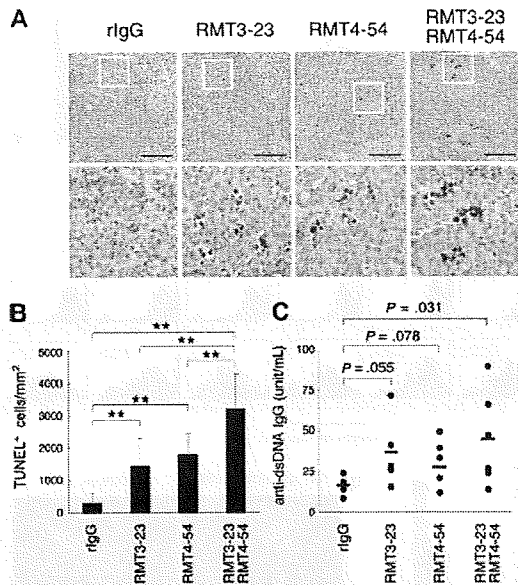 A
rIgG RMT3-23 RMT4-54 RMT3-23
RMT4-54
B
★★
★★ ★★
★★
★★
TUNEL⁺ cells/mm²
5000
4000
3000
2000
1000
0
rIgG
RMT3-23
RMT4-54
RMT3-23
RMT4-54
C
P = .031
P = .078
P = .055
anti-dsDNA IgG (unit/mL)
100
75
50
25
0
rIgG
RMT3-23
RMT4-54
RMT3-23
RMT4-54